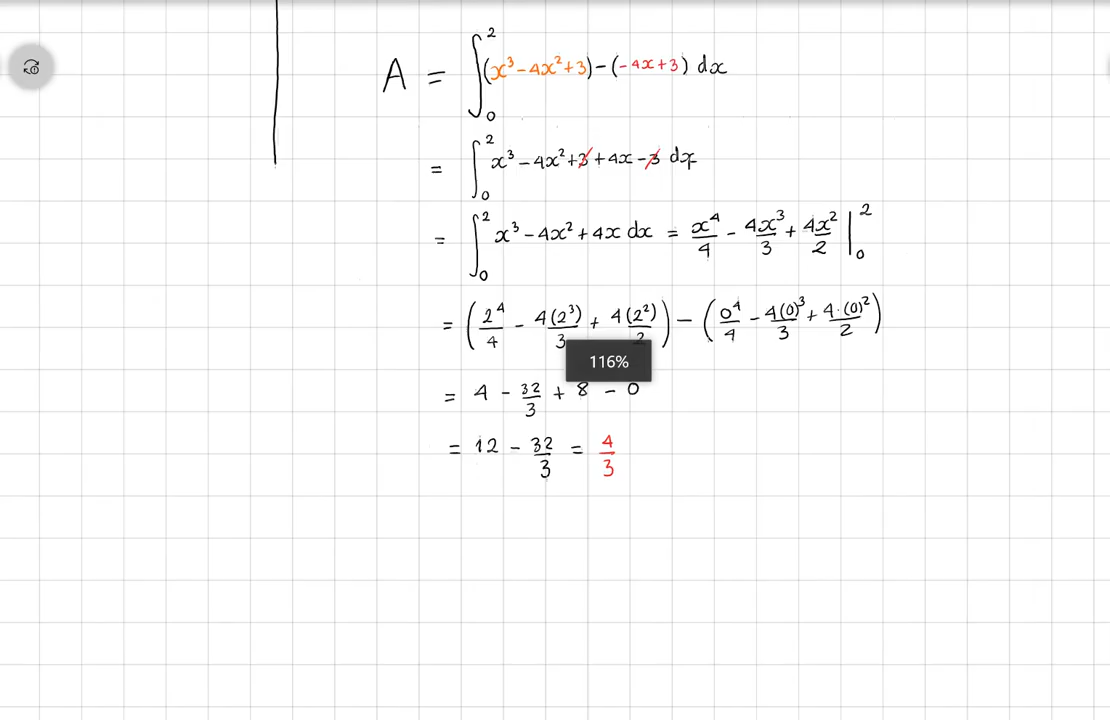 A = ∫₀² (x³ - 4x² + 3) - (-4x + 3) dx
= ∫₀² x³ - 4x² + 3 + 4x - 3 dx
= ∫₀² x³ - 4x² + 4x dx = x⁴/4 - 4x³/3 + 4x²/2 |₀²
= (2⁴/4 - 4(2³)/3 + 4(2²)/2) - (0⁴/4 - 4(0)³/3 + 4·(0)²/2)
116%
= 4 - 32/3 + 8 - 0
= 12 - 32/3 = 4/3